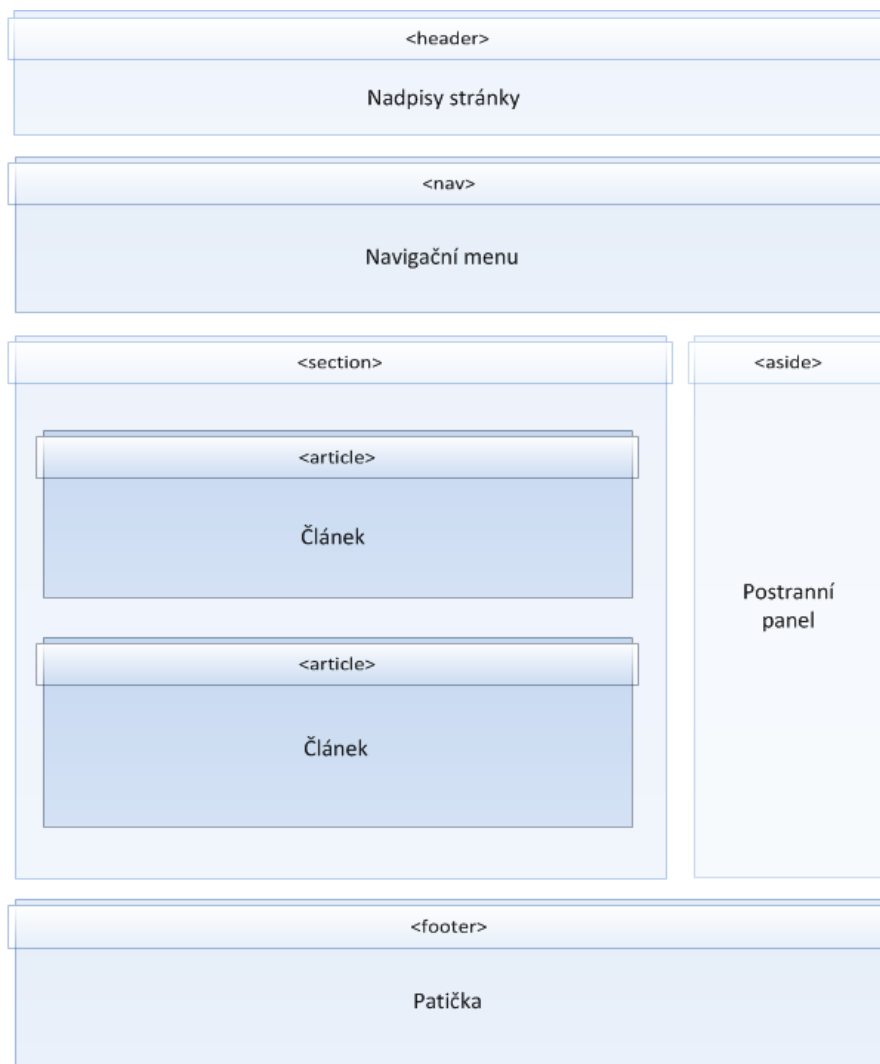 <header>
Nadpisy stránky
<nav>
Navigační menu
<section>
<article>
Článek
<article>
Článek
<aside>
Postranní
panel
<footer>
Patička